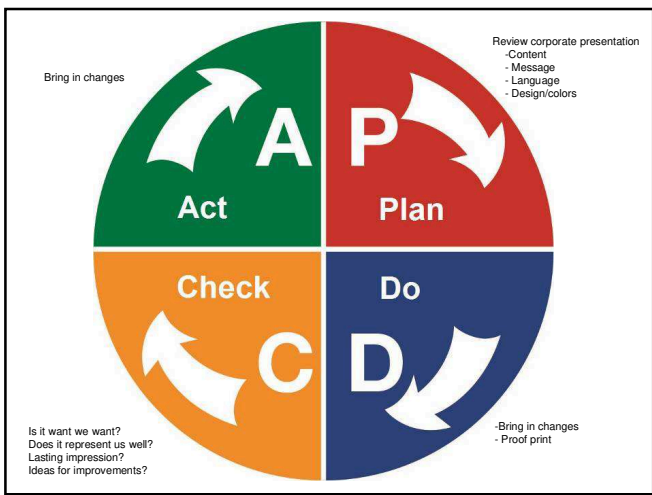 Bring in changes
Review corporate presentation
-Content
- Message
- Language
- Design/colors
A
P
Act
Plan
Check
Do
C
D
Is it want we want?
Does it represent us well?
Lasting impression?
Ideas for improvements?
-Bring in changes
- Proof print